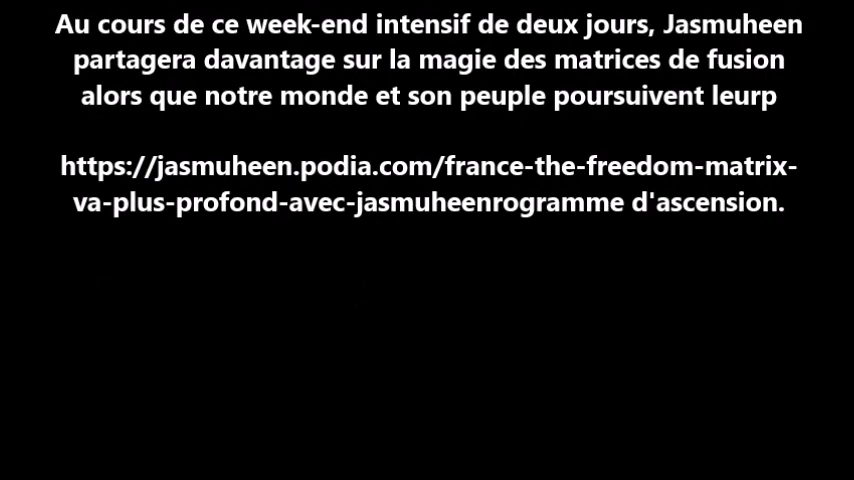 Au cours de ce week-end intensif de deux jours, Jasmuheen
partagera davantage sur la magie des matrices de fusion
alors que notre monde et son peuple poursuivent leurp
https://jasmuheen.podia.com/france-the-freedom-matrix-
va-plus-profond-avec-jasmuheenrogramme d'ascension.